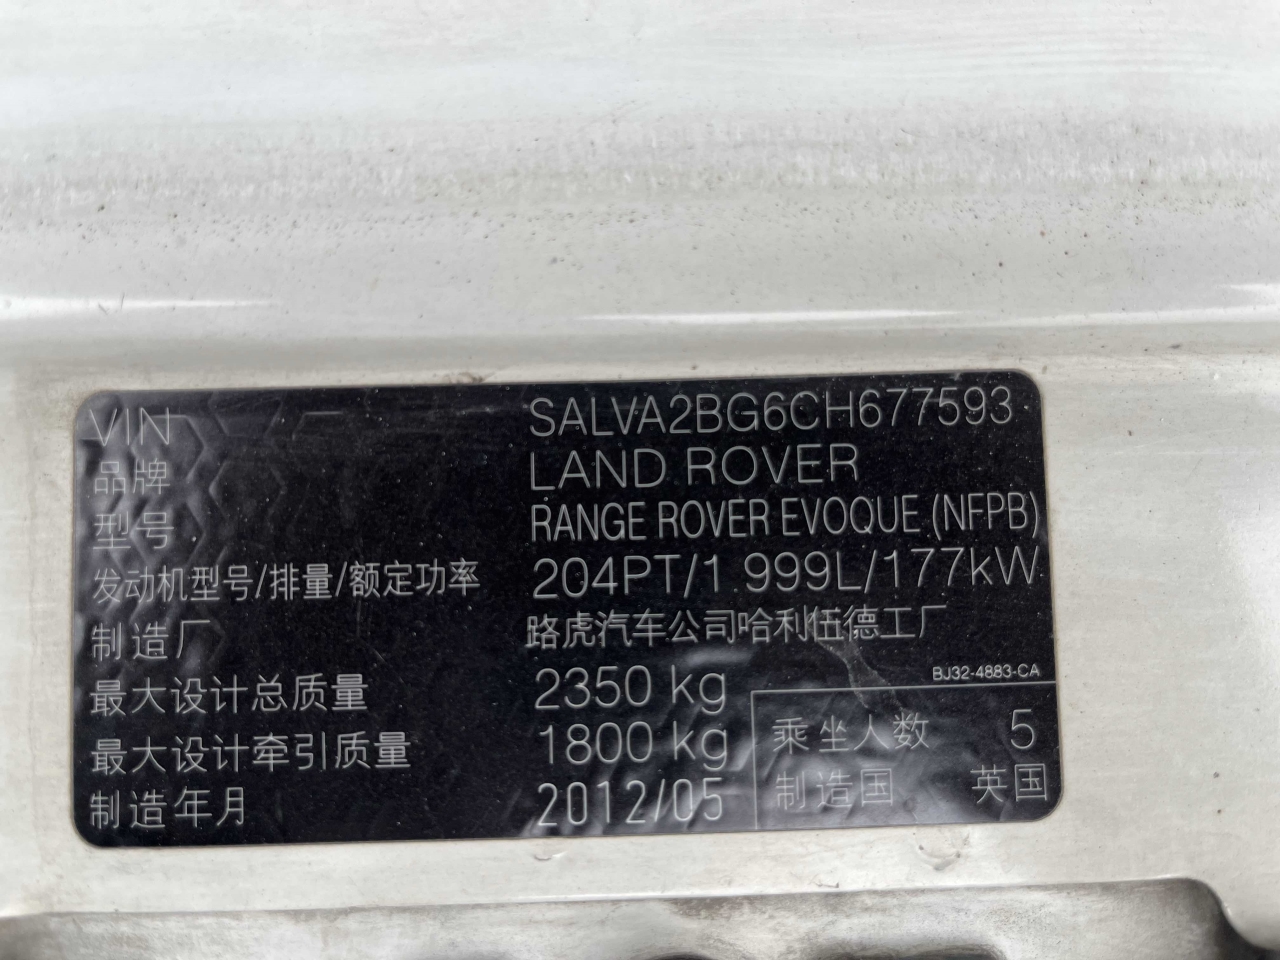 VIN SALVA2BG6CH677593
品牌 LAND ROVER
型号 RANGE ROVER EVOQUE (NFPB)
发动机型号/排量/额定功率 204PT/1.999L/177kW
制造厂 路虎汽车公司哈利伍德工厂
BJ32-4883-CA
最大设计总质量 2350 kg
最大设计牵引质量 1800 kg
乘坐人数 5
制造年月 2012/05
制造国 英国